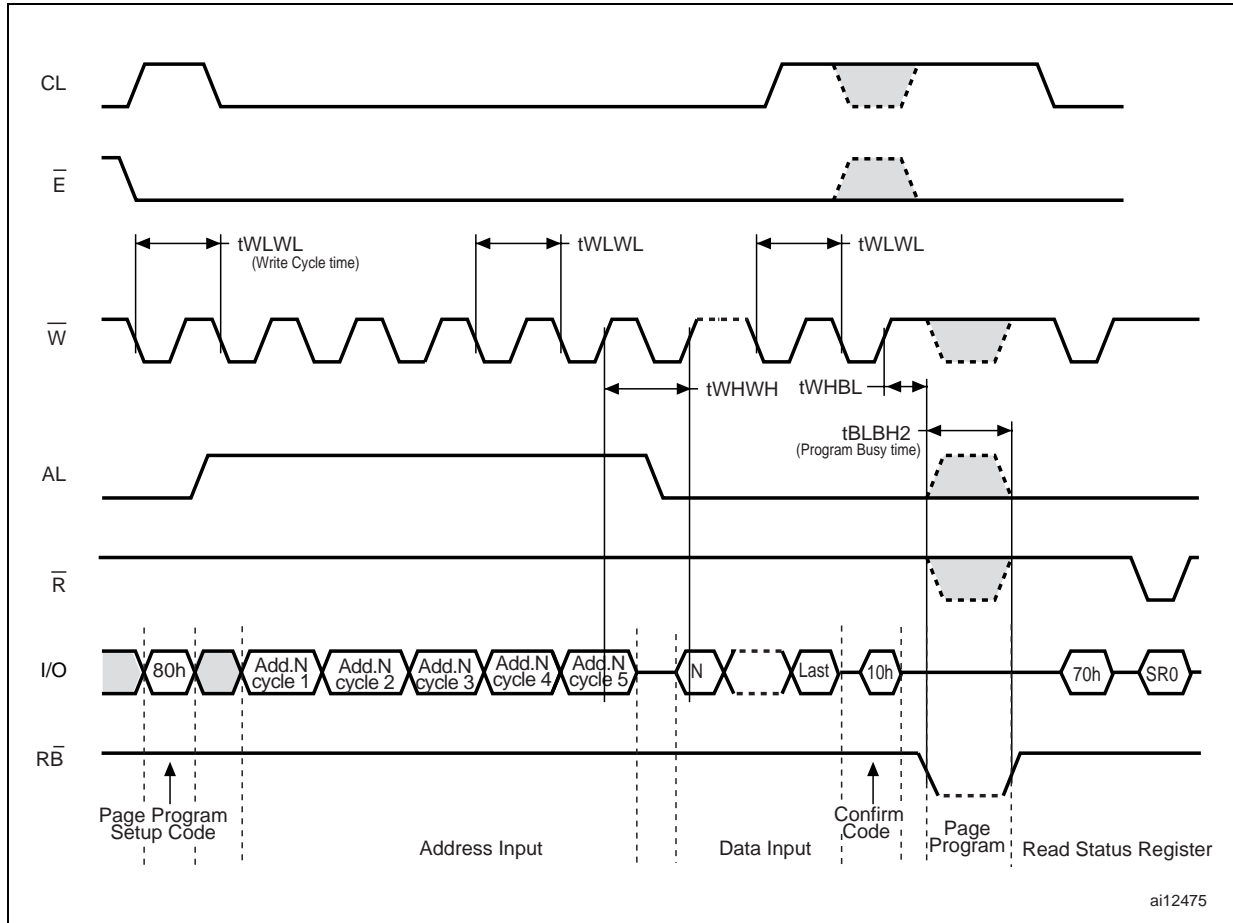 CL
E̅
tWLWL
(Write Cycle time)
tWLWL
tWLWL
W̅
tWHWH
tWHBL
tBLBH2
(Program Busy time)
AL
R̅
I/O
80h
Add.N
cycle 1
Add.N
cycle 2
Add.N
cycle 3
Add.N
cycle 4
Add.N
cycle 5
N
Last
10h
70h
SR0
RB̅
Page Program
Setup Code
Address Input
Data Input
Confirm
Code
Page
Program
Read Status Register
ai12475